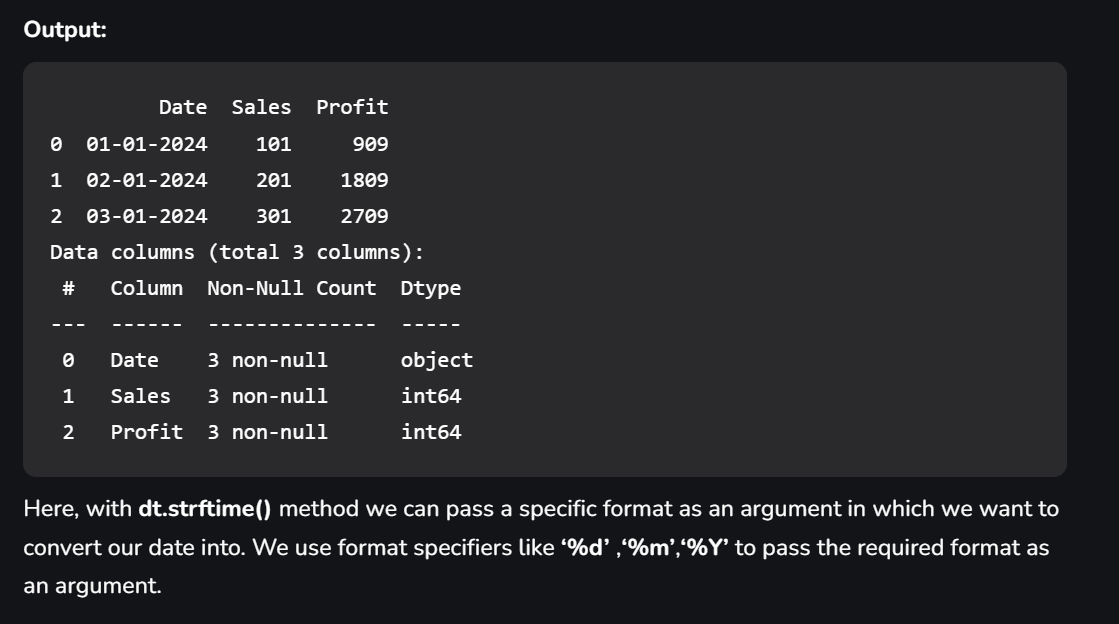 Output:
        Date  Sales  Profit
0  01-01-2024    101     909
1  02-01-2024    201    1809
2  03-01-2024    301    2709
Data columns (total 3 columns):
 #   Column  Non-Null Count  Dtype
---  ------  --------------  -----
 0   Date    3 non-null      object
 1   Sales   3 non-null      int64
 2   Profit  3 non-null      int64
Here, with dt.strftime() method we can pass a specific format as an argument in which we want to
convert our date into. We use format specifiers like ‘%d’ ,‘%m’,‘%Y’ to pass the required format as
an argument.